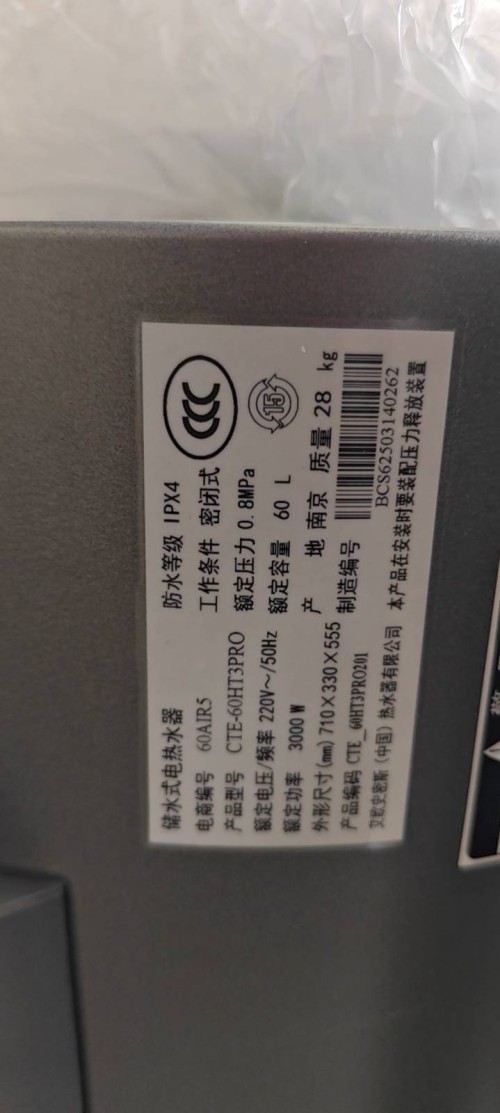 储水式电热水器
电商编号 60AIR5
产品型号 CTE-60HT3PRO
额定电压/频率 220V～/50Hz
额定功率 3000 W
外形尺寸(mm) 710×330×555
产品编码 CTE_60HT3PRO201
艾欧史密斯（中国）热水器有限公司
防水等级 IPX4
工作条件 密闭式
额定压力 0.8MPa
额定容量 60 L
产 地 南京 质量 28 kg
制造编号
BCS62503140262
本产品在安装时要装配压力释放装置
CCC
15